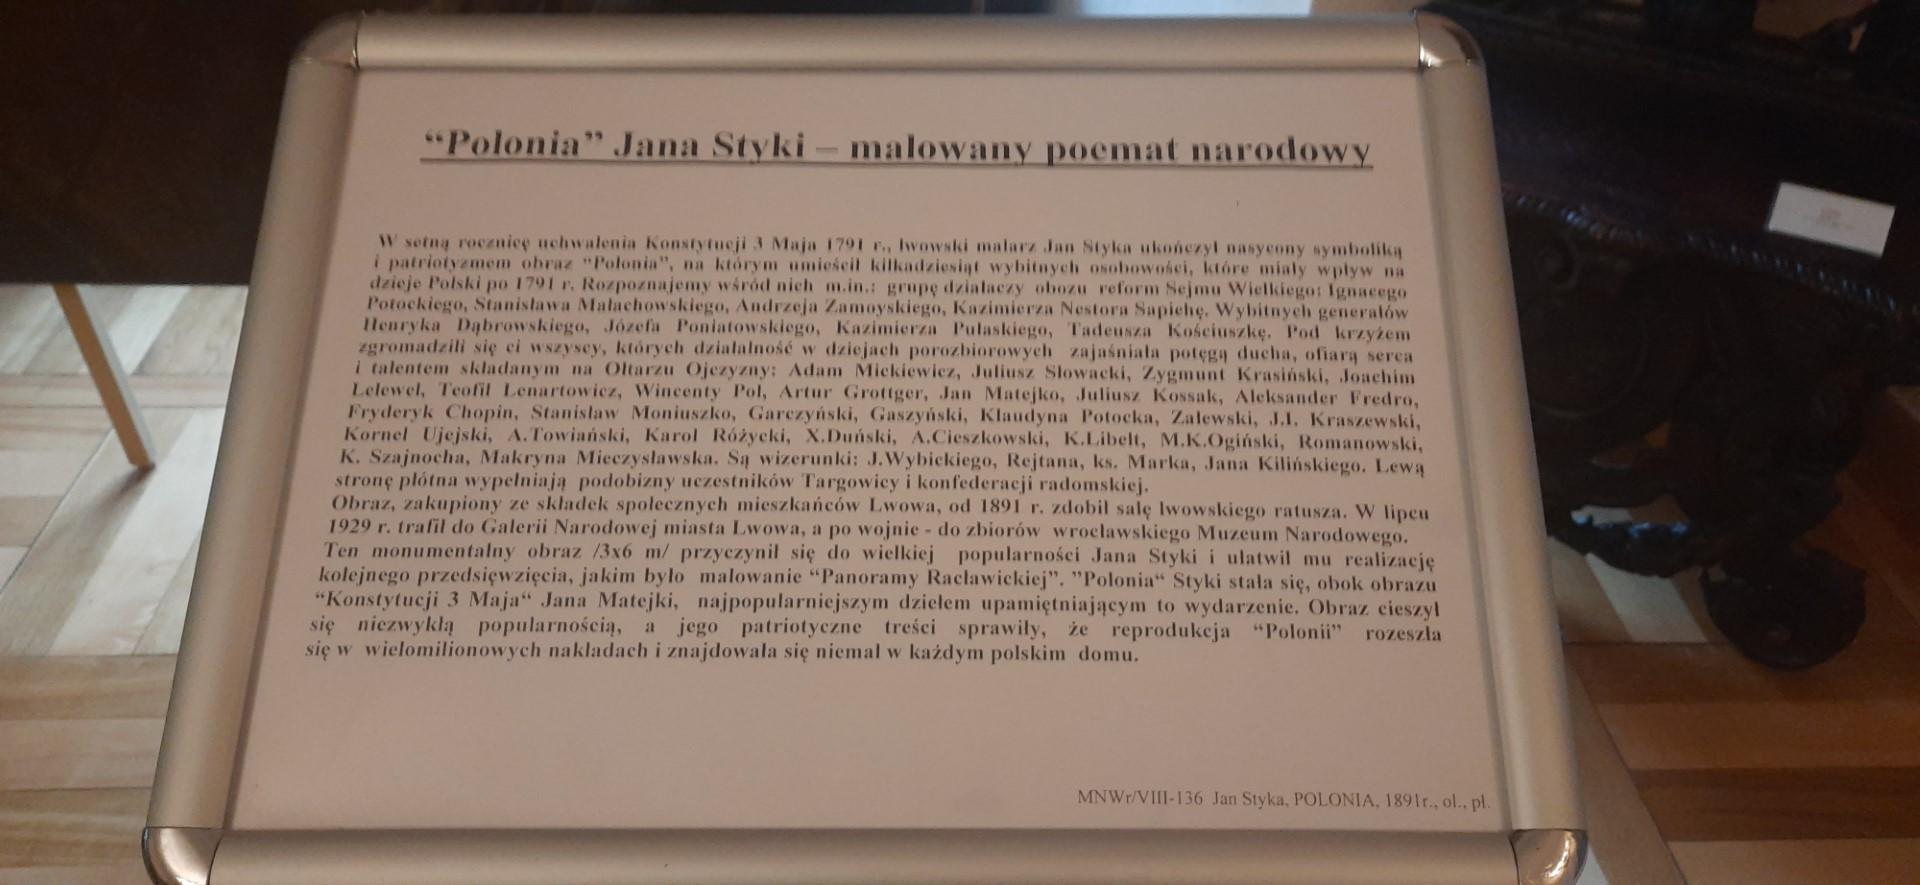 “Polonia” Jana Styki – malowany poemat narodowy
W setną rocznicę uchwalenia Konstytucji 3 Maja 1791 r., lwowski malarz Jan Styka ukończył nasycony symboliką
i patriotyzmem obraz “Polonia”, na którym umieścił kilkadziesiąt wybitnych osobowości, które miały wpływ na
dzieje Polski po 1791 r. Rozpoznajemy wśród nich m.in.: grupę działaczy obozu reform Sejmu Wielkiego: Ignacego
Potockiego, Stanisława Małachowskiego, Andrzeja Zamoyskiego, Kazimierza Nestora Sapiehę. Wybitnych generałów
Henryka Dąbrowskiego, Józefa Poniatowskiego, Kazimierza Pułaskiego, Tadeusza Kościuszkę. Pod krzyżem
zgromadzili się ci wszyscy, których działalność w dziejach porozbiorowych zajaśniała potęgą ducha, ofiarą serca
i talentem składanym na Ołtarzu Ojczyzny: Adam Mickiewicz, Juliusz Słowacki, Zygmunt Krasiński, Joachim
Lelewel, Teofil Lenartowicz, Wincenty Pol, Artur Grottger, Jan Matejko, Juliusz Kossak, Aleksander Fredro,
Fryderyk Chopin, Stanisław Moniuszko, Garczyński, Gaszyński, Klaudyna Potocka, Zalewski, J.I. Kraszewski,
Kornel Ujejski, A.Towiański, Karol Różycki, X.Duński, A.Cieszkowski, K.Libelt, M.K.Ogiński, Romanowski,
K. Szajnocha, Makryna Mieczysławska. Są wizerunki: J.Wybickiego, Rejtana, ks. Marka, Jana Kilińskiego. Lewą
stronę płótna wypełniają podobizny uczestników Targowicy i konfederacji radomskiej.
Obraz, zakupiony ze składek społecznych mieszkańców Lwowa, od 1891 r. zdobił salę lwowskiego ratusza. W lipcu
1929 r. trafił do Galerii Narodowej miasta Lwowa, a po wojnie - do zbiorów wrocławskiego Muzeum Narodowego.
Ten monumentalny obraz /3x6 m/ przyczynił się do wielkiej popularności Jana Styki i ułatwił mu realizację
kolejnego przedsięwzięcia, jakim było malowanie “Panoramy Racławickiej”. ”Polonia“ Styki stała się, obok obrazu
“Konstytucji 3 Maja“ Jana Matejki, najpopularniejszym dziełem upamiętniającym to wydarzenie. Obraz cieszył
się niezwykłą popularnością, a jego patriotyczne treści sprawiły, że reprodukcja “Polonii” rozeszła
się w wielomilionowych nakładach i znajdowała się niemal w każdym polskim domu.
MNWr/VIII-136 Jan Styka, POLONIA, 1891r., ol., pł.